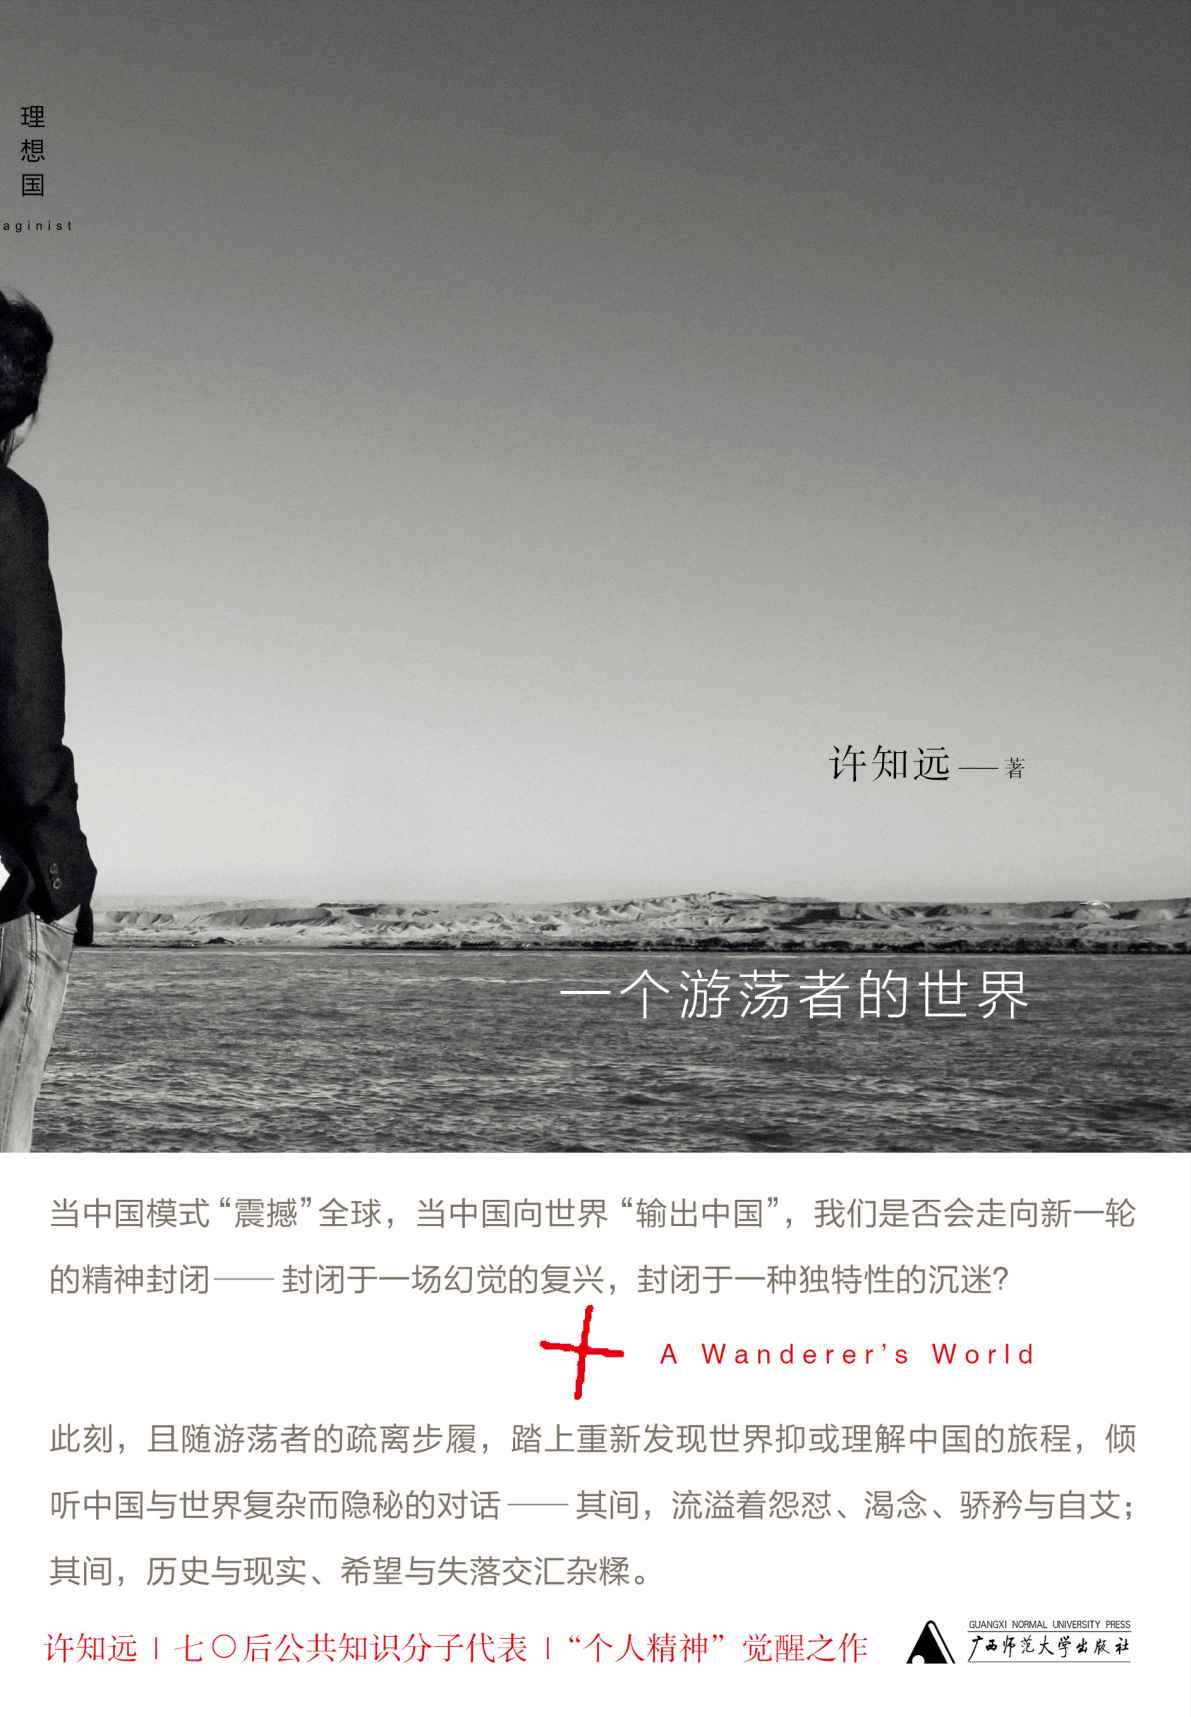 理想国
aginist
许知远——著
一个游荡者的世界
当中国模式“震撼”全球，当中国向世界“输出中国”，我们是否会走向新一轮
的精神封闭——封闭于一场幻觉的复兴，封闭于一种独特性的沉迷？
A Wanderer’s World
此刻，且随游荡者的疏离步履，踏上重新发现世界抑或理解中国的旅程，倾
听中国与世界复杂而隐秘的对话——其间，流溢着怨怼、渴念、骄矜与自艾；
其间，历史与现实、希望与失落交汇杂糅。
许知远 | 七〇后公共知识分子代表 | “个人精神”觉醒之作
GUANGXI NORMAL UNIVERSITY PRESS
广西师范大学出版社